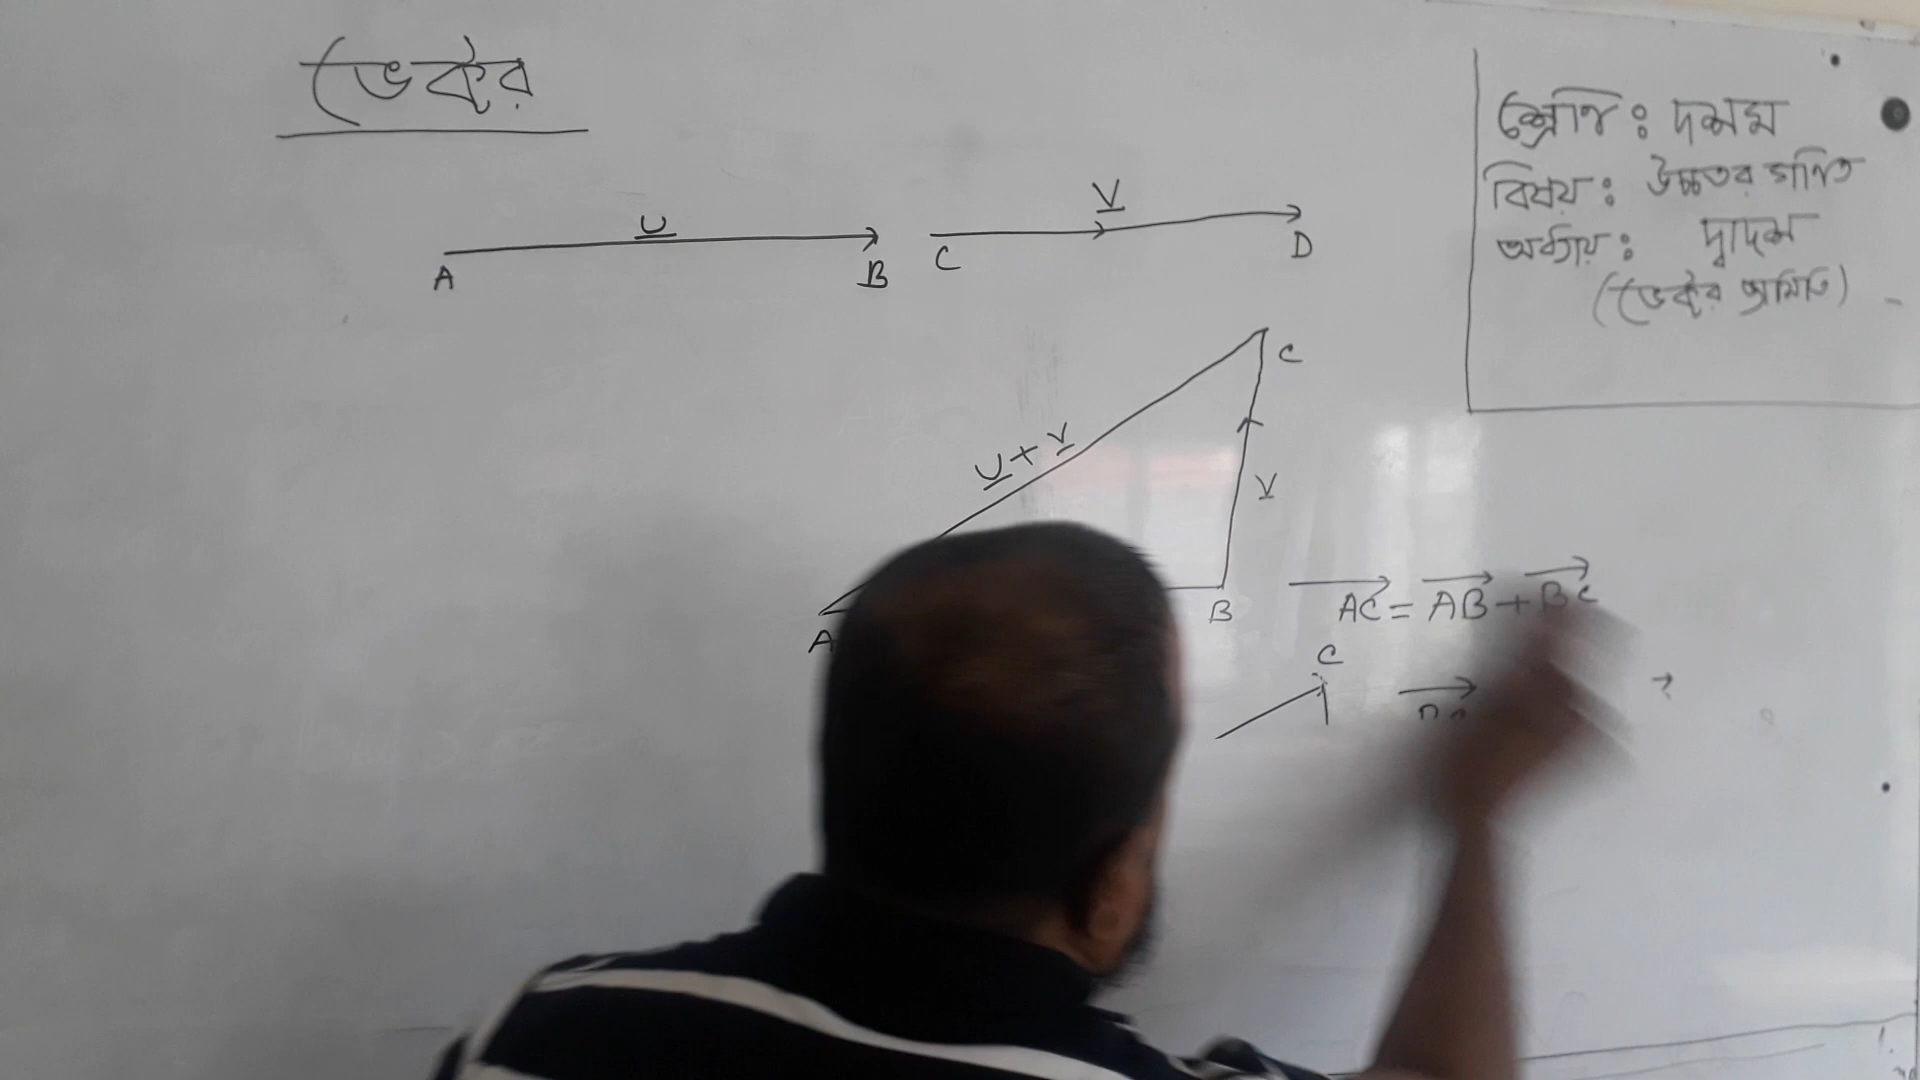 ভেক্টর
শ্রেণি : দশম
বিষয় : উচ্চতর গণিত
অধ্যায় : দ্বাদশ
(ভেক্টর জ্যামিতি)
U V
A B C D
C
U + V
V
A B
AC = AB + BC
C